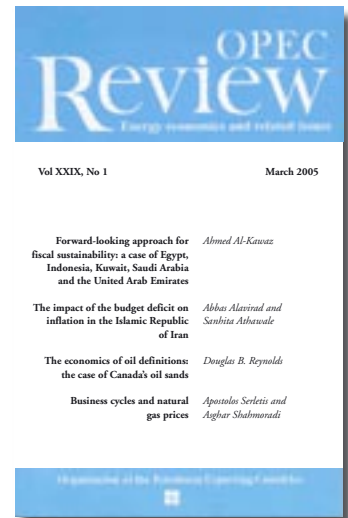 OPEC
Review
Energy economics and related issues
Vol XXIX, No 1 March 2005
Forward-looking approach for Ahmed Al-Kawaz
fiscal sustainability: a case of Egypt,
Indonesia, Kuwait, Saudi Arabia
and the United Arab Emirates
The impact of the budget deficit on Abbas Alavirad and
inflation in the Islamic Republic Sanhita Athawale
of Iran
The economics of oil definitions: Douglas B. Reynolds
the case of Canada's oil sands
Business cycles and natural Apostolos Serletis and
gas prices Asghar Shahmoradi
Organization of the Petroleum Exporting Countries